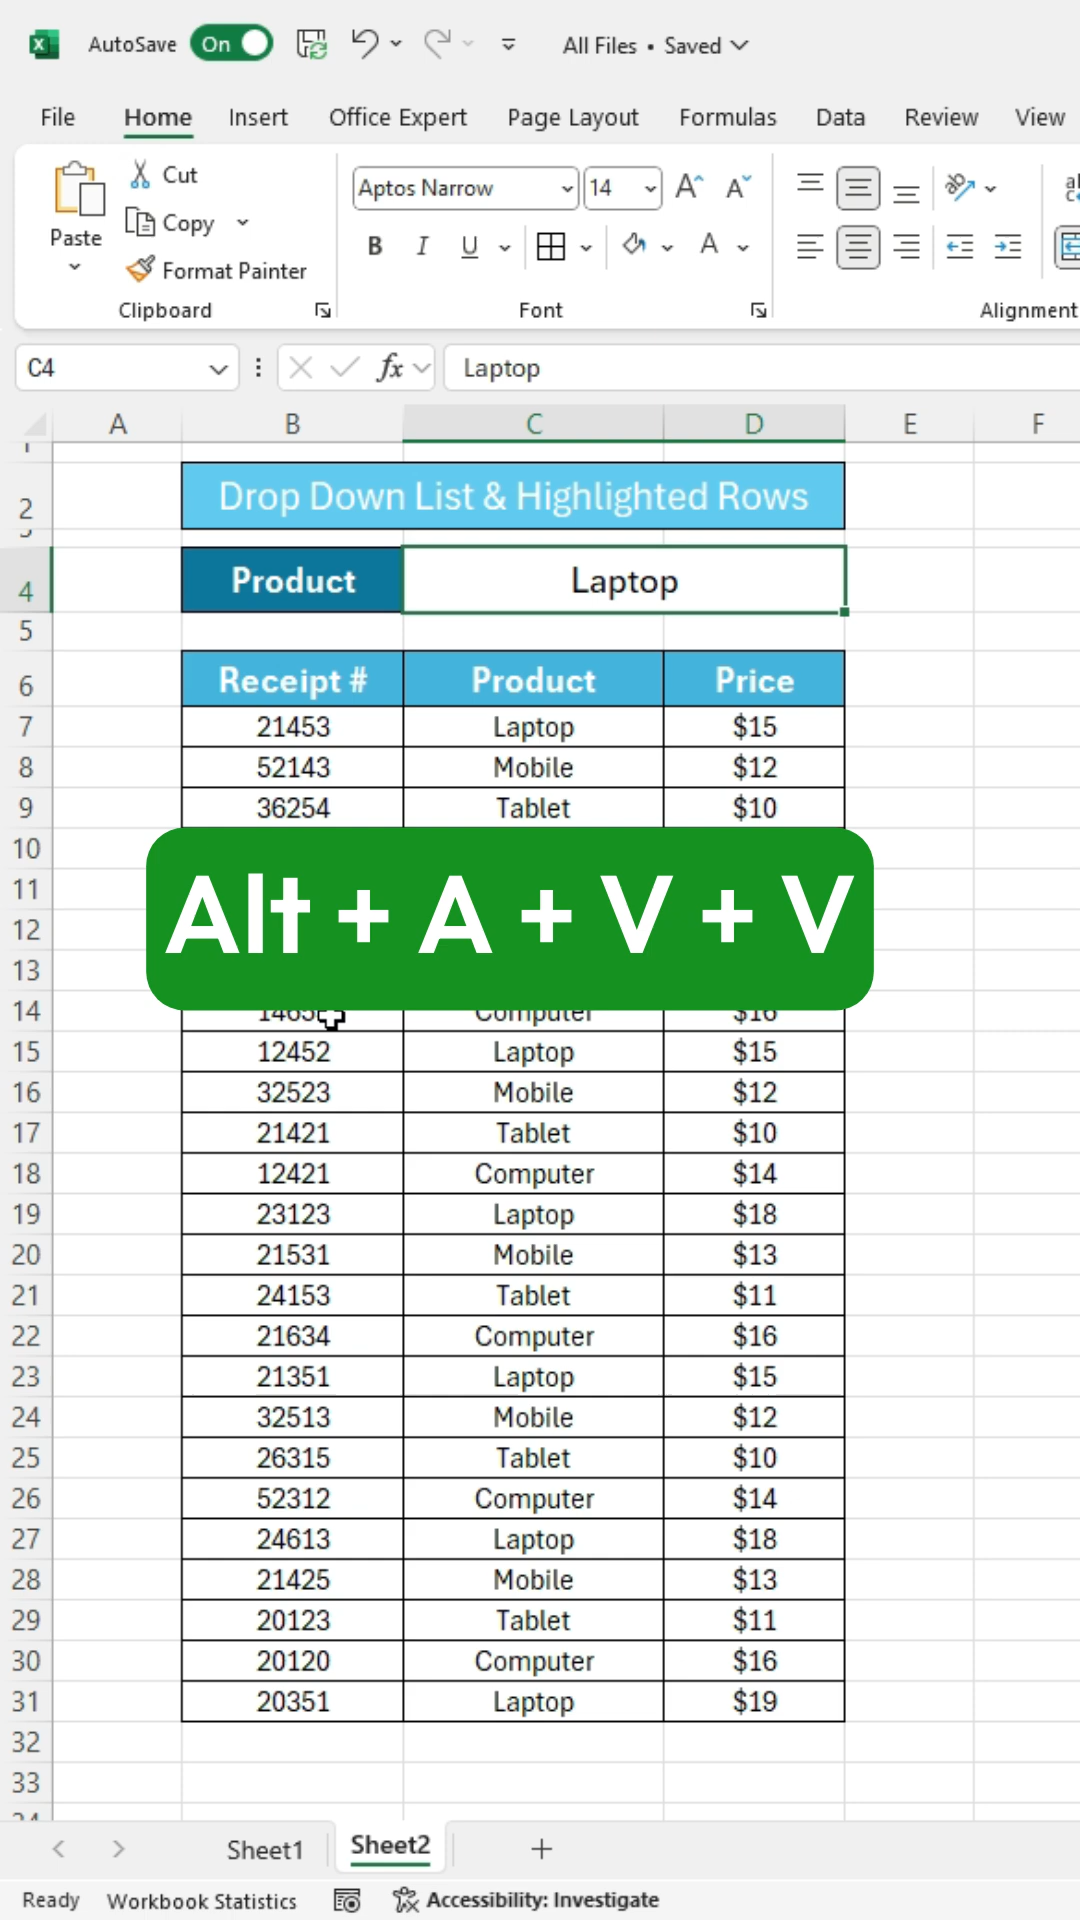 AutoSave On All Files • Saved
File Home Insert Office Expert Page Layout Formulas Data Review View
Paste
Cut
Copy
Format Painter
Aptos Narrow 14
B I U
Clipboard Font Alignment
C4 fx Laptop
A B C D E F
2 Drop Down List & Highlighted Rows
4 Product Laptop
5
6 Receipt # Product Price
7 21453 Laptop $15
8 52143 Mobile $12
9 36254 Tablet $10
10
11
Alt + A + V + V
12
13
14 Computer $16
15 12452 Laptop $15
16 32523 Mobile $12
17 21421 Tablet $10
18 12421 Computer $14
19 23123 Laptop $18
20 21531 Mobile $13
21 24153 Tablet $11
22 21634 Computer $16
23 21351 Laptop $15
24 32513 Mobile $12
25 26315 Tablet $10
26 52312 Computer $14
27 24613 Laptop $18
28 21425 Mobile $13
29 20123 Tablet $11
30 20120 Computer $16
31 20351 Laptop $19
32
33
Sheet1 Sheet2
Ready Workbook Statistics Accessibility: Investigate